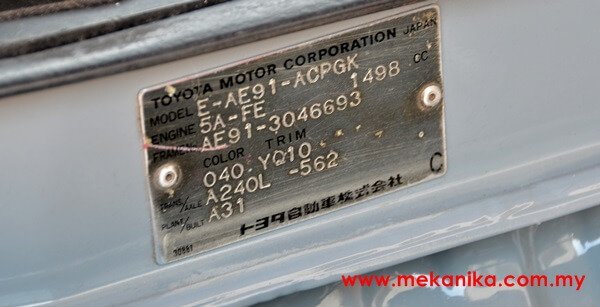 TOYOTA MOTOR CORPORATION JAPAN
MODEL E-AE91-ACPGK
ENGINE 5A-FE 1498 CC
FRAME No. AE91-3046693
COLOR TRIM
040 YQ10
TRANS/AXLE A240L -562
PLANT/BUILT A31
トヨタ自動車株式会社 C
www.mekanika.com.my